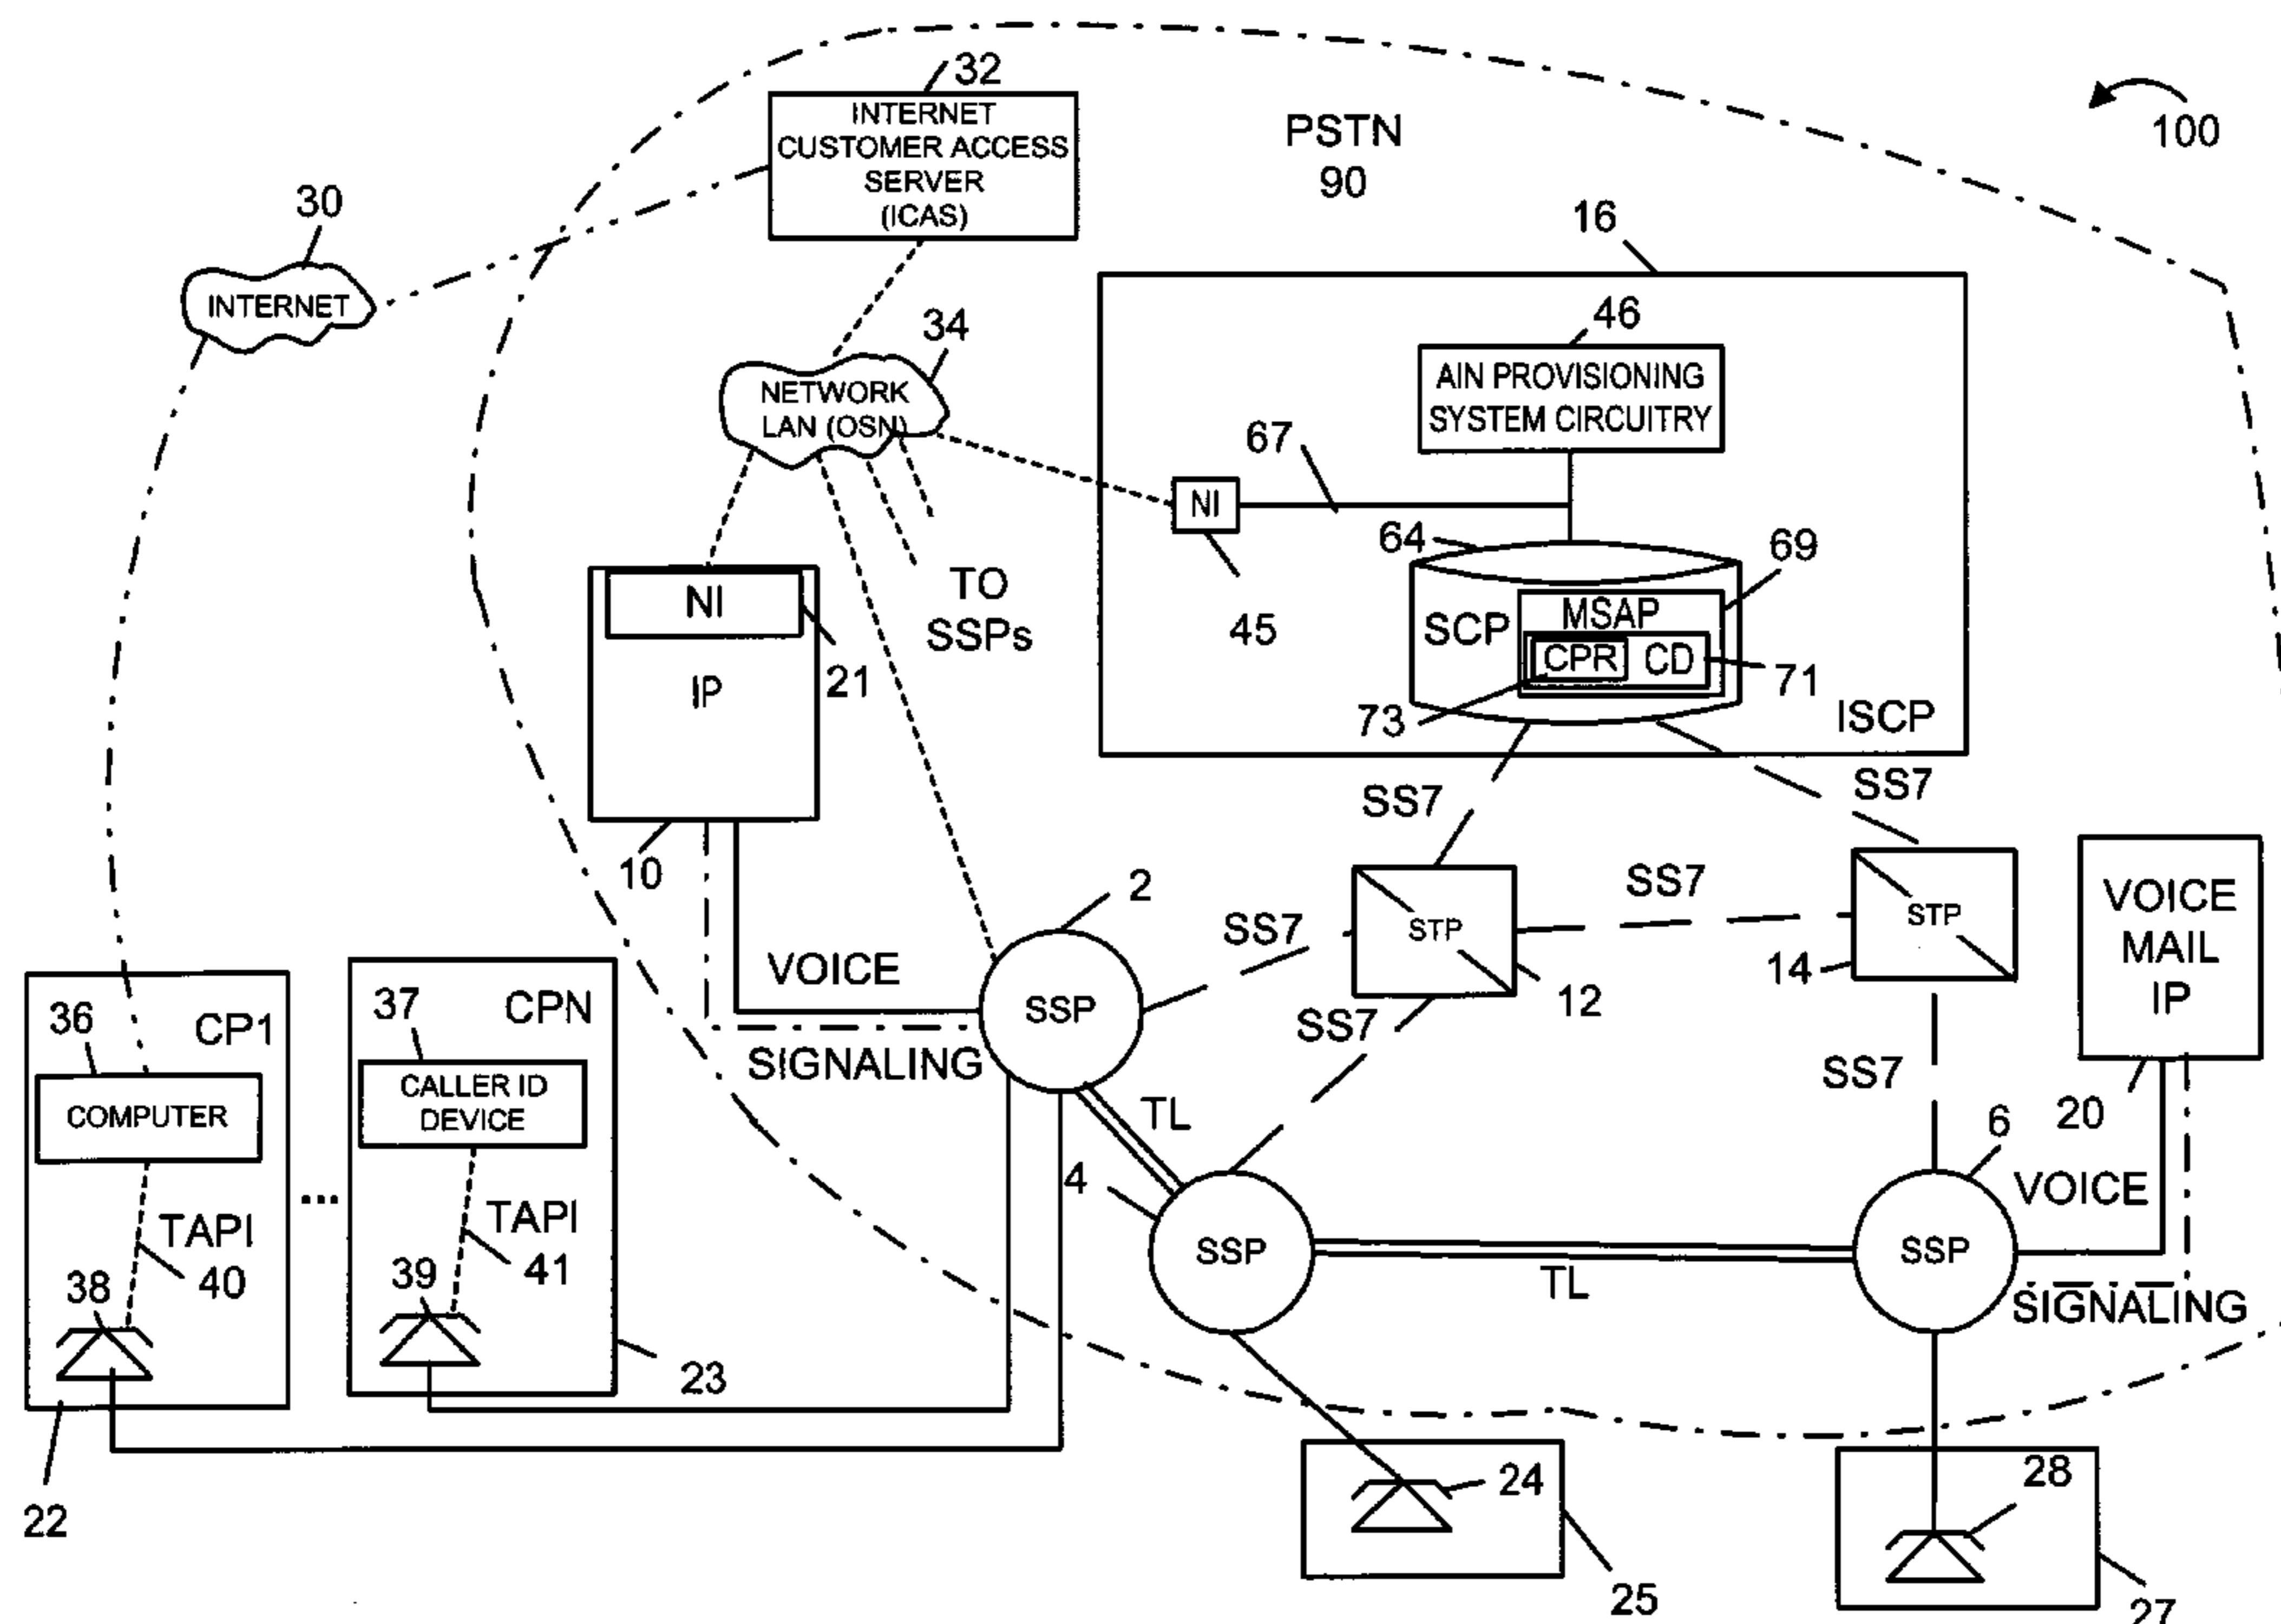 32
INTERNET
CUSTOMER ACCESS
SERVER
(ICAS)
PSTN
90
100
30
INTERNET
16
34
NETWORK
LAN (OSN)
46
AIN PROVISIONING
SYSTEM CIRCUITRY
67
NI
45
64
69
MSAP
SCP
CPR
CD
71
73
ISCP
TO
SSPs
NI
21
IP
10
SS7
SS7
2
SS7
SS7
STP
12
STP
14
VOICE
MAIL
IP
20
VOICE
SSP
SIGNALING
SS7
SS7
36
CP1
COMPUTER
37
CPN
CALLER ID
DEVICE
TL
4
SSP
6
SSP
VOICE
TL
SIGNALING
TAPI
40
38
...
TAPI
41
39
23
22
24
25
28
27